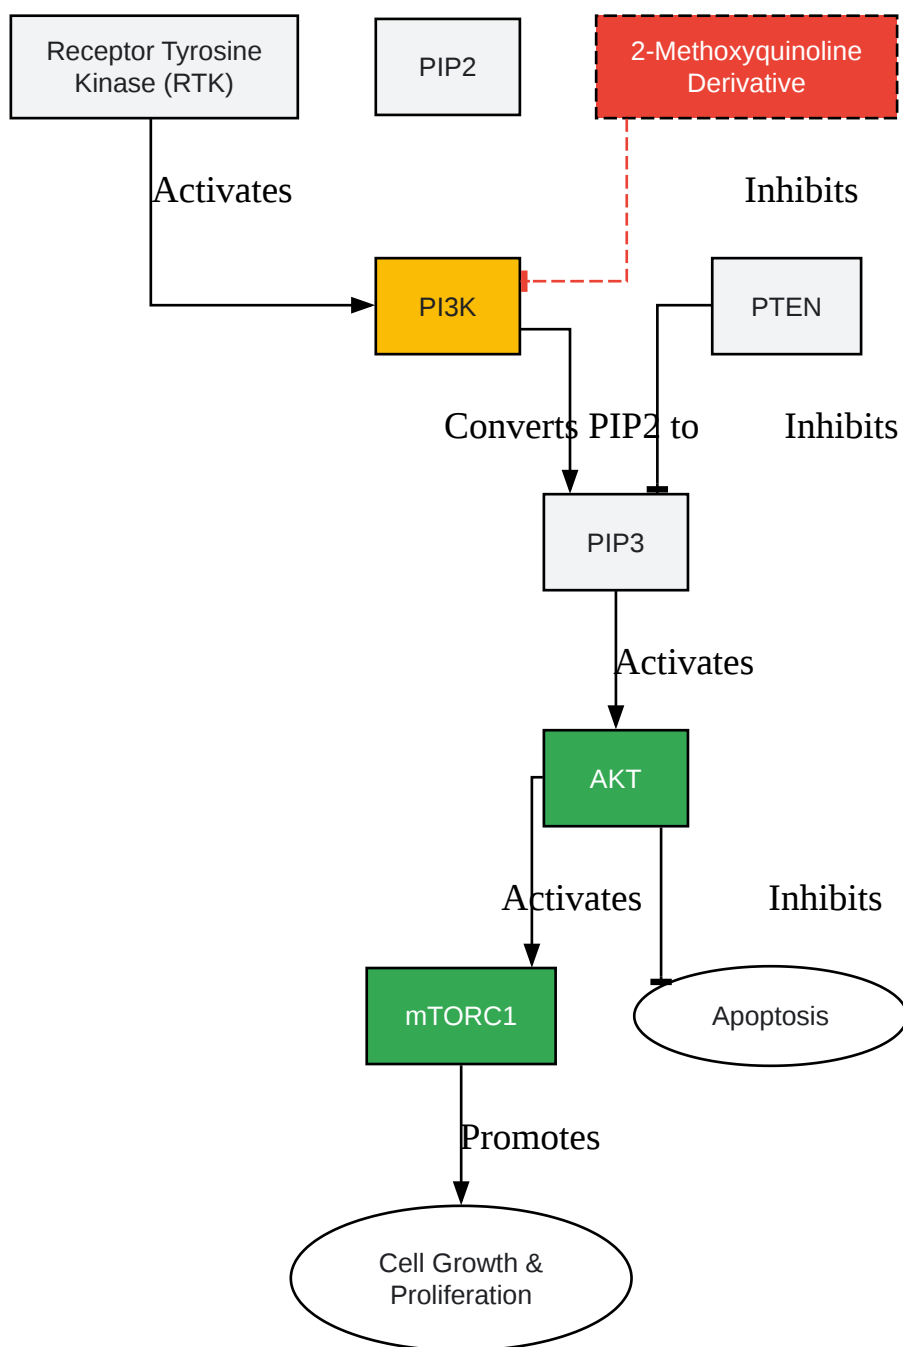 Receptor Tyrosine
Kinase (RTK)
PIP2
2-Methoxyquinoline
Derivative
Activates
Inhibits
PI3K
PTEN
Converts PIP2 to
Inhibits
PIP3
Activates
AKT
Activates
Inhibits
mTORC1
Apoptosis
Promotes
Cell Growth &
Proliferation